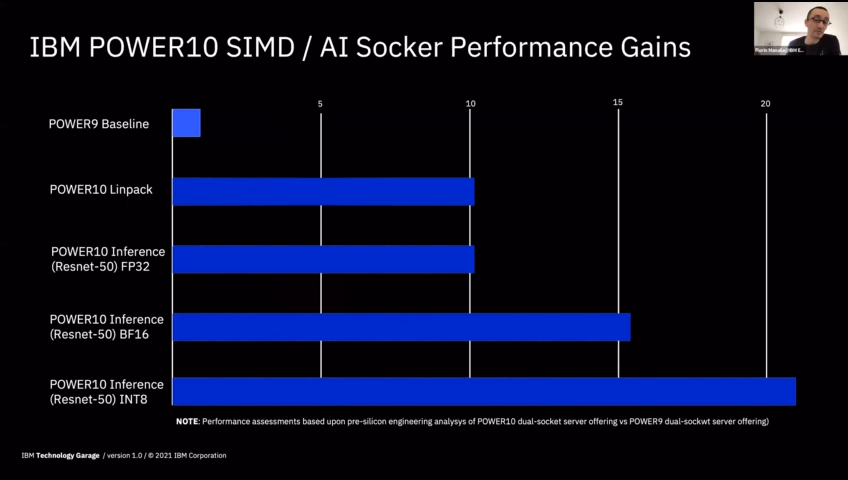 IBM POWER10 SIMD / AI Socker Performance Gains
5 10 15 20
POWER9 Baseline
POWER10 Linpack
POWER10 Inference
(Resnet-50) FP32
POWER10 Inference
(Resnet-50) BF16
POWER10 Inference
(Resnet-50) INT8
NOTE: Performance assessments based upon pre-silicon engineering analysys of POWER10 dual-socket server offering vs POWER9 dual-sockwt server offering)
IBM Technology Garage / version 1.0 / © 2021 IBM Corporation